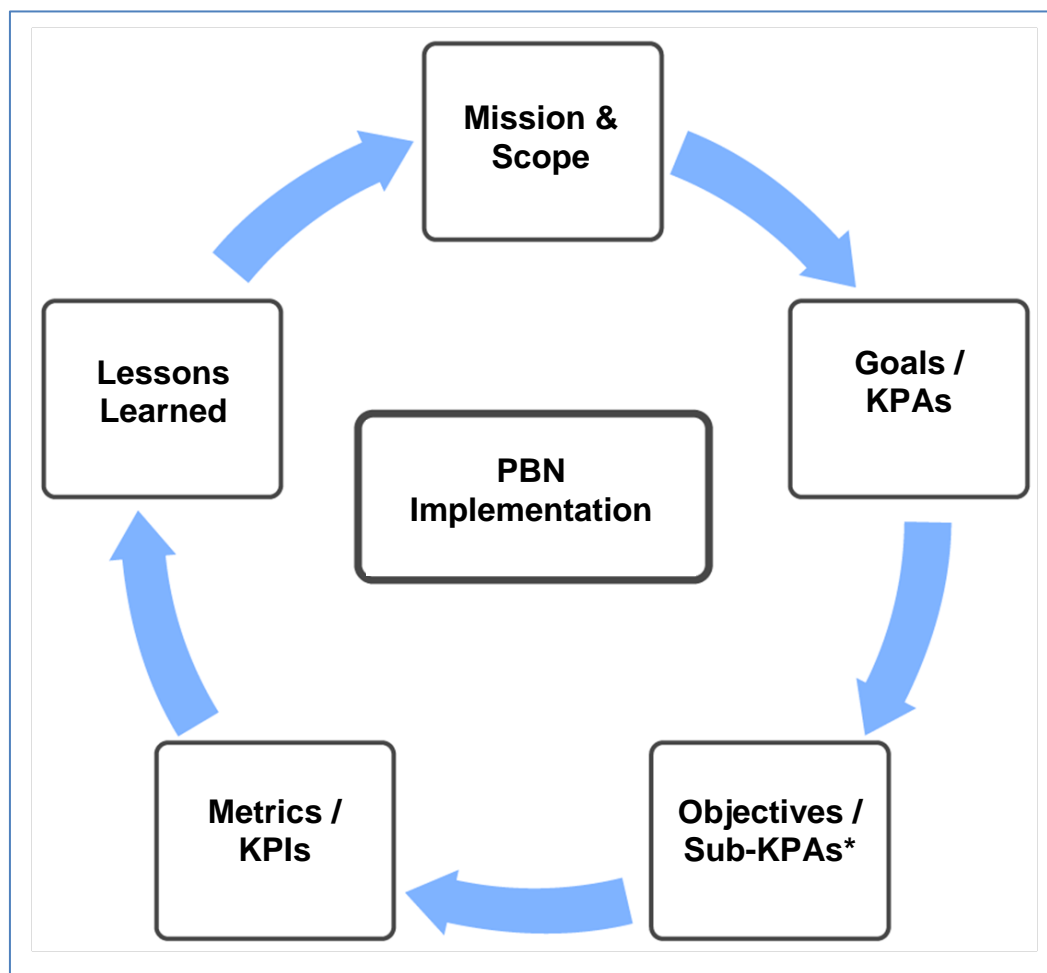 Mission &
Scope
Goals /
KPAs
Lessons
Learned
PBN
Implementation
Metrics /
KPIs
Objectives /
Sub-KPAs*